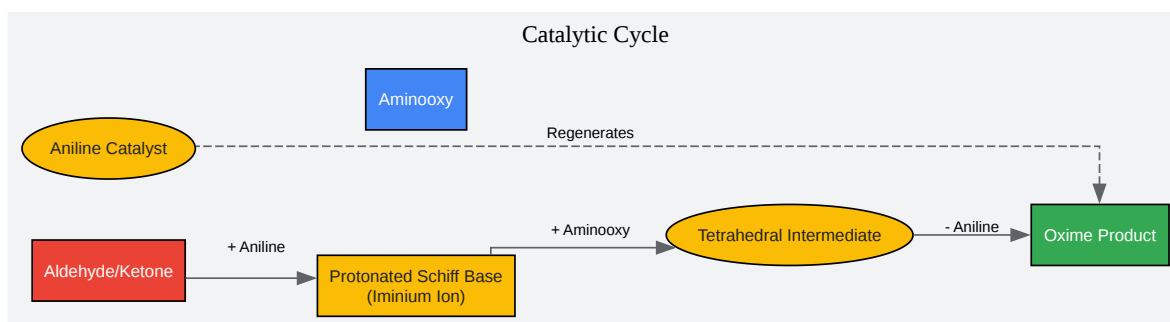 Catalytic Cycle
Aminooxy
Regenerates
Aniline Catalyst
+ Aniline
+ Aminooxy
Tetrahedral Intermediate
- Aniline
Oxime Product
Aldehyde/Ketone
Protonated Schiff Base
(Iminium Ion)